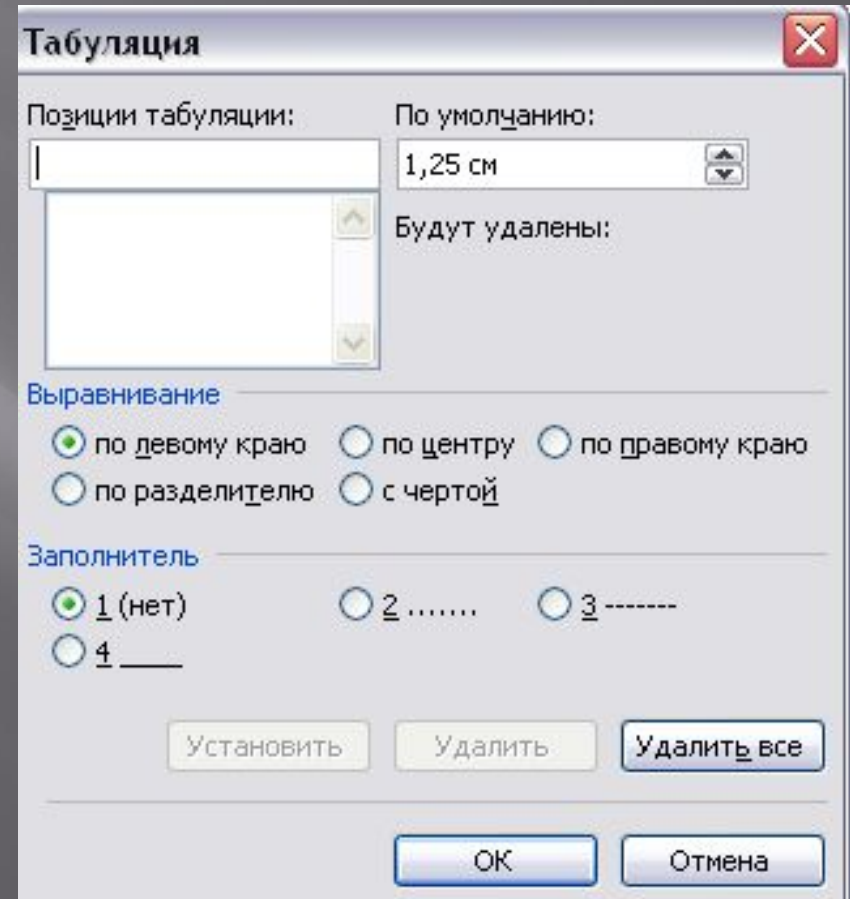 Табуляция
Позиции табуляции: По умолчанию:
1,25 см
Будут удалены:
Выравнивание
по левому краю по центру по правому краю
по разделителю с чертой
Заполнитель
1 (нет) 2 ....... 3 -------
4 ____
Установить Удалить Удалить все
ОК Отмена